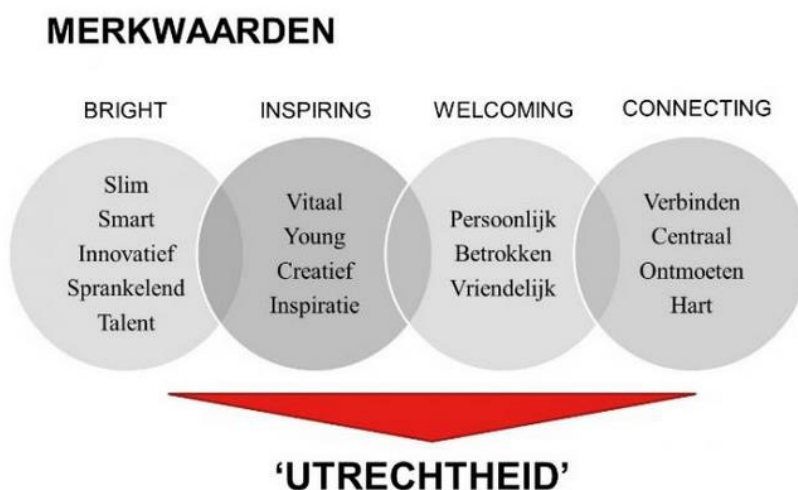 MERKWAARDEN
BRIGHT
INSPIRING
WELCOMING
CONNECTING
Slim
Smart
Innovatief
Sprankelend
Talent
Vitaal
Young
Creatief
Inspiratie
Persoonlijk
Betrokken
Vriendelijk
Verbinden
Centraal
Ontmoeten
Hart
‘UTRECHTHEID’